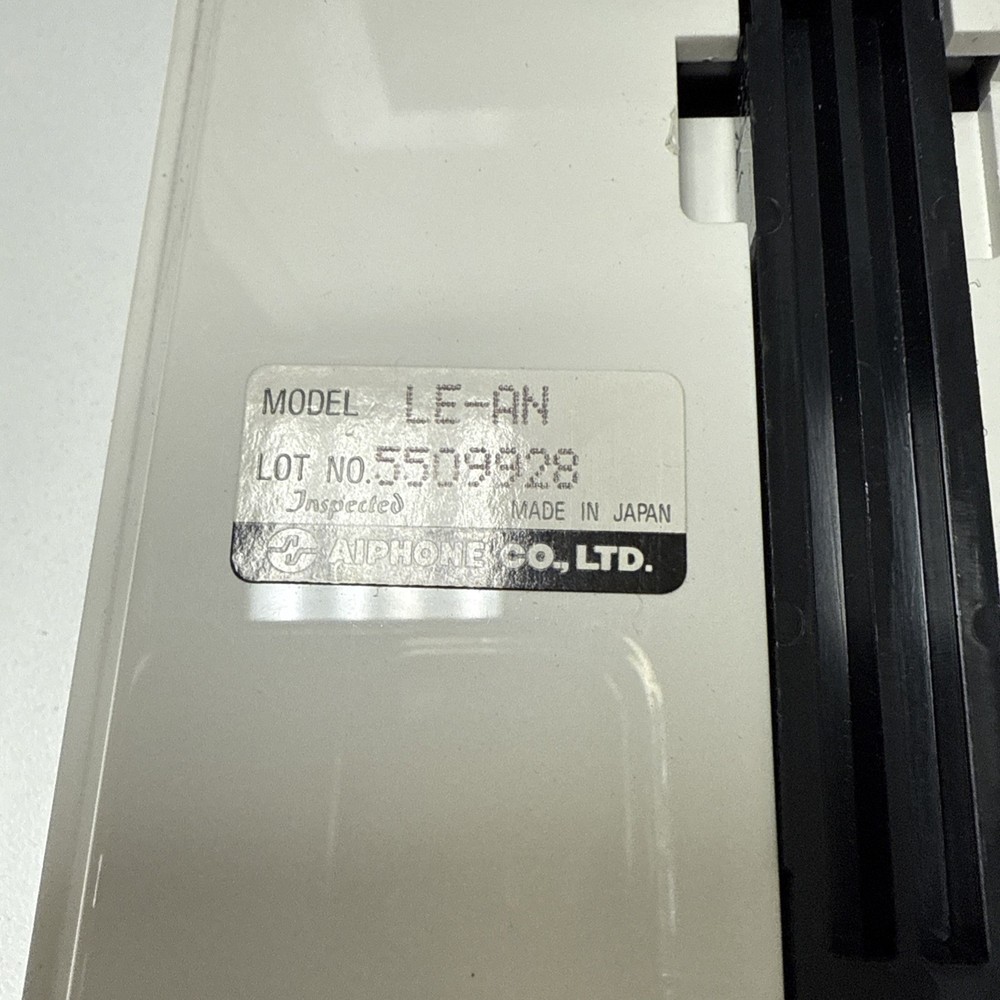 MODEL LE-AN
LOT NO. 5509928
Inspected MADE IN JAPAN
AIPHONE CO., LTD.